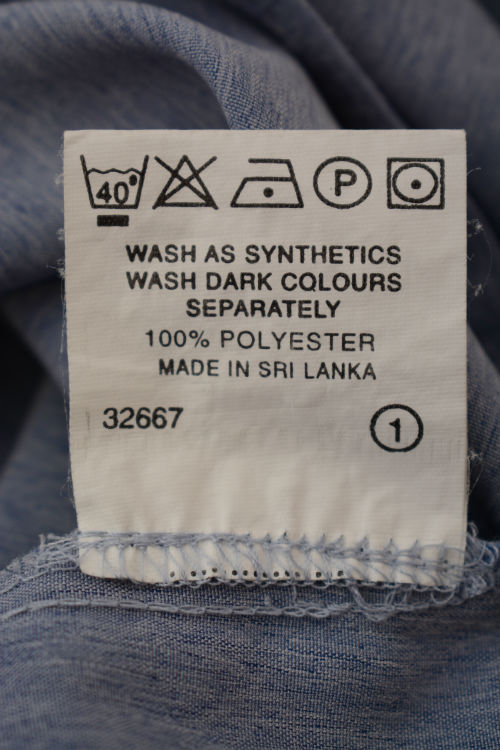 40°
P
WASH AS SYNTHETICS
WASH DARK COLOURS
SEPARATELY
100% POLYESTER
MADE IN SRI LANKA
32667
1